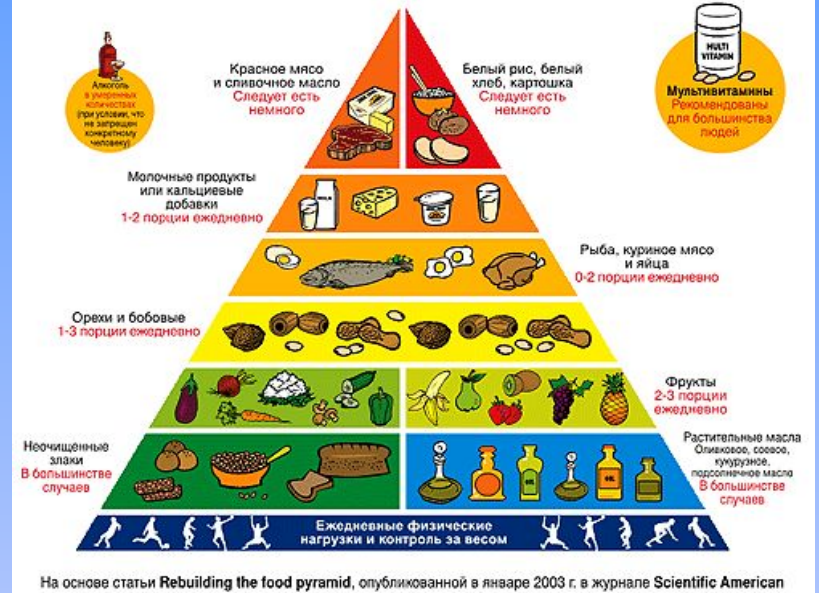 Красное мясо
и сливочное масло
Следует есть
немного
Белый рис, белый
хлеб, картошка
Следует есть
немного
Алкоголь
в умеренных
количествах
(при условии, что
не запрещен
конкретному
человеку)
MULTI
VITAMIN
Мультивитамины
Рекомендованы
для большинства
людей
Молочные продукты
или кальциевые
добавки
1-2 порции ежедневно
MILK
Рыба, куриное мясо
и яйца
0-2 порции ежедневно
Орехи и бобовые
1-3 порции ежедневно
Фрукты
2-3 порции
ежедневно
Неочищенные
злаки
В большинстве
случаев
Растительные масла
Оливковое, соевое,
кукурузное,
подсолнечное масло
В большинстве
случаев
OIL
OIL
Ежедневные физические
нагрузки и контроль за весом
На основе статьи Rebuilding the food pyramid, опубликованной в январе 2003 г. в журнале Scientific American